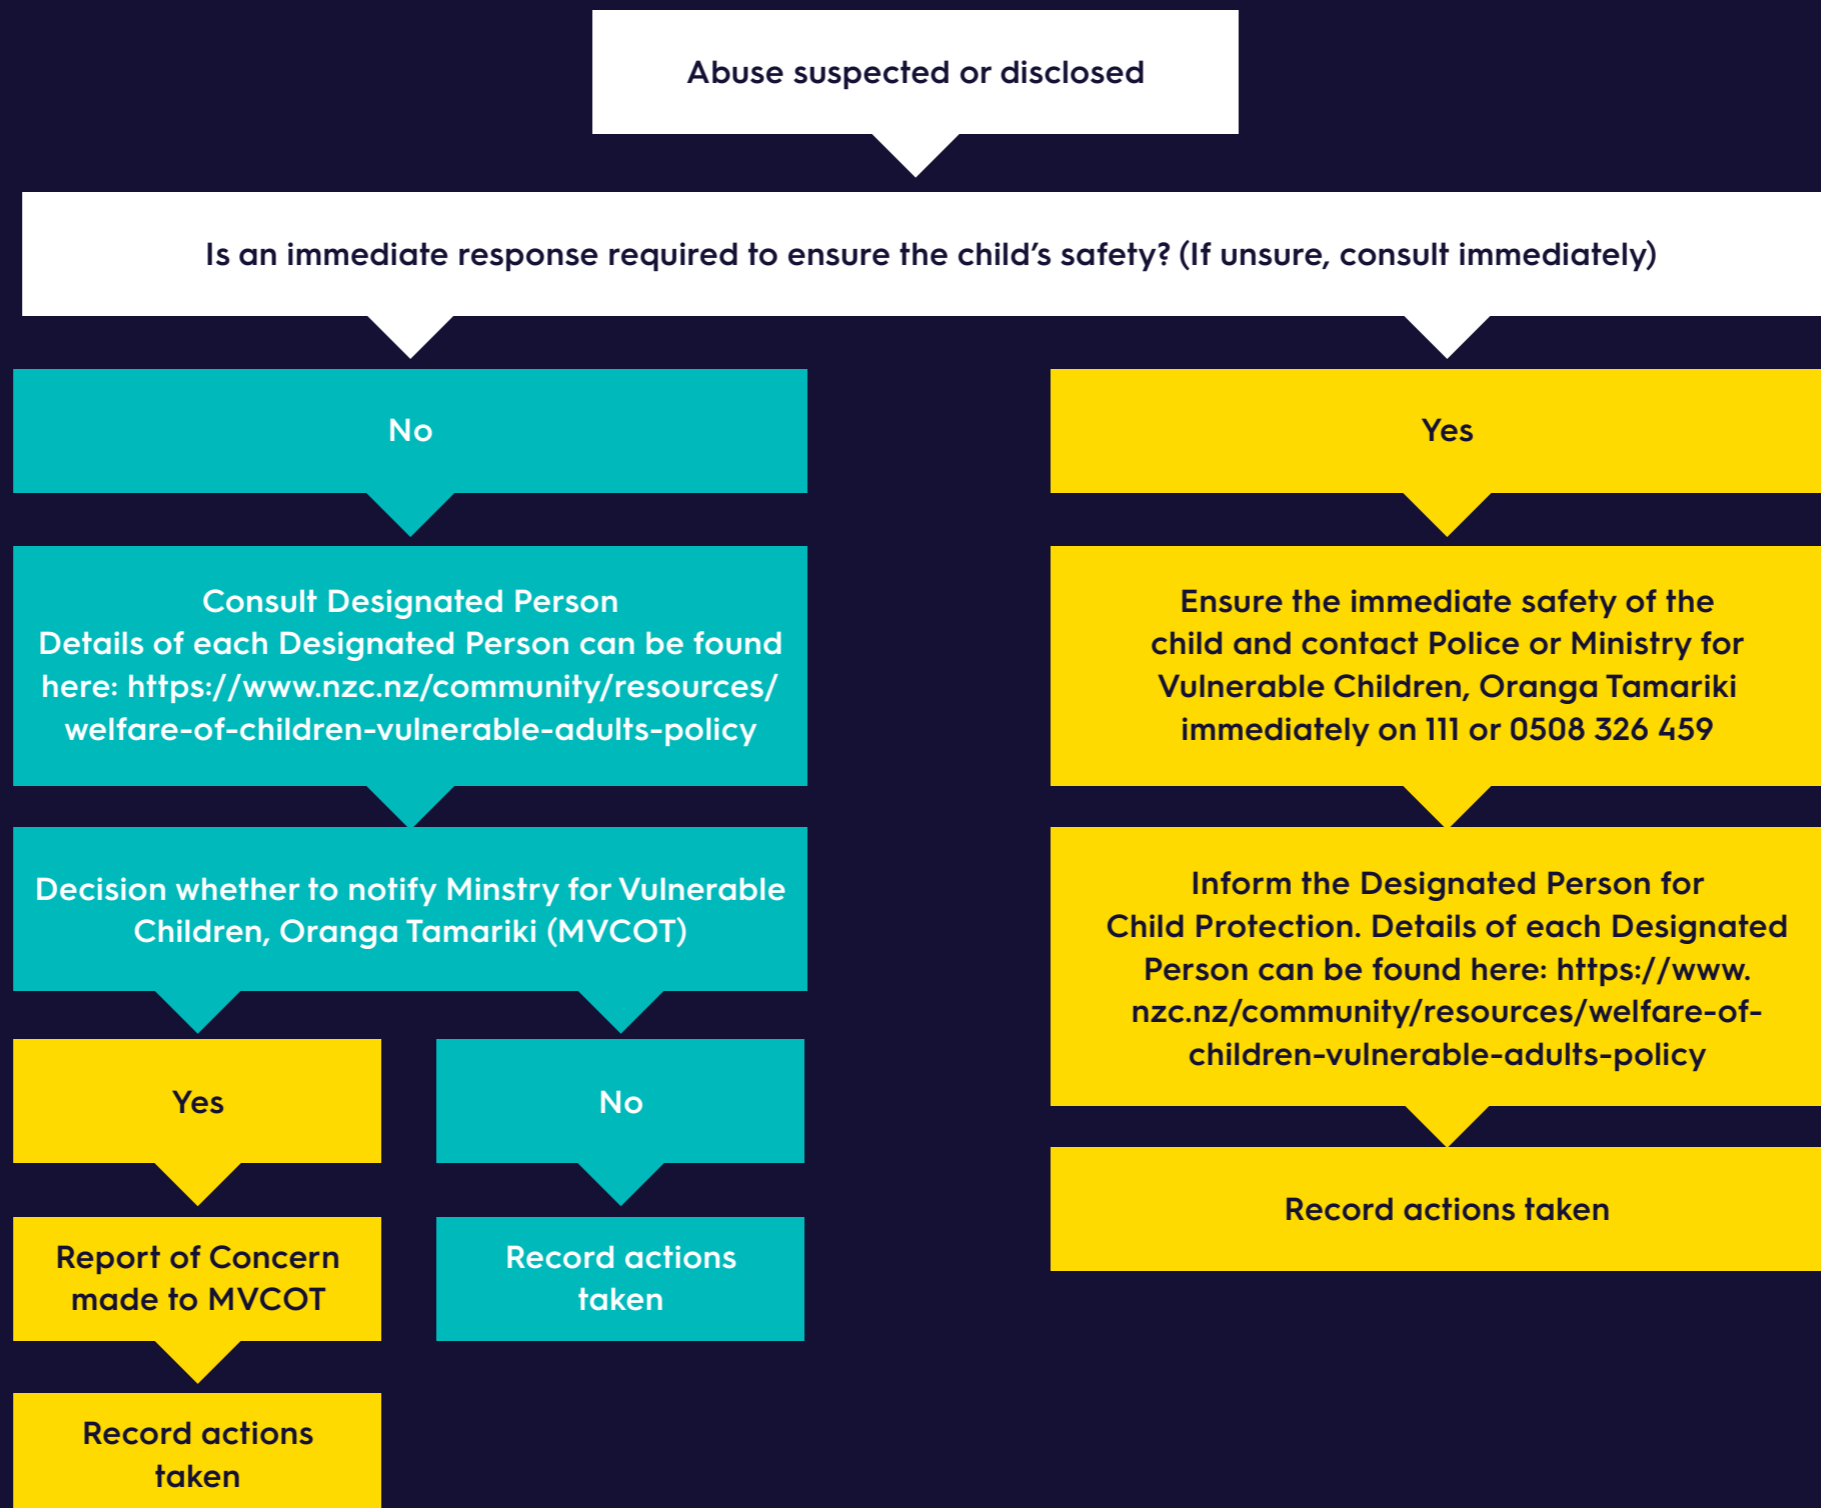 Abuse suspected or disclosed
Is an immediate response required to ensure the child's safety? (If unsure, consult immediately)
No
Consult Designated Person
Details of each Designated Person can be found
here: https://www.nzc.nz/community/resources/
welfare-of-children-vulnerable-adults-policy
Decision whether to notify Minstry for Vulnerable
Children, Oranga Tamariki (MVCOT)
Yes
Report of Concern
made to MVCOT
Record actions
taken
No
Record actions
taken
Yes
Ensure the immediate safety of the
child and contact Police or Ministry for
Vulnerable Children, Oranga Tamariki
immediately on 111 or 0508 326 459
Inform the Designated Person for
Child Protection. Details of each Designated
Person can be found here: https://www.
nzc.nz/community/resources/welfare-of-
children-vulnerable-adults-policy
Record actions taken